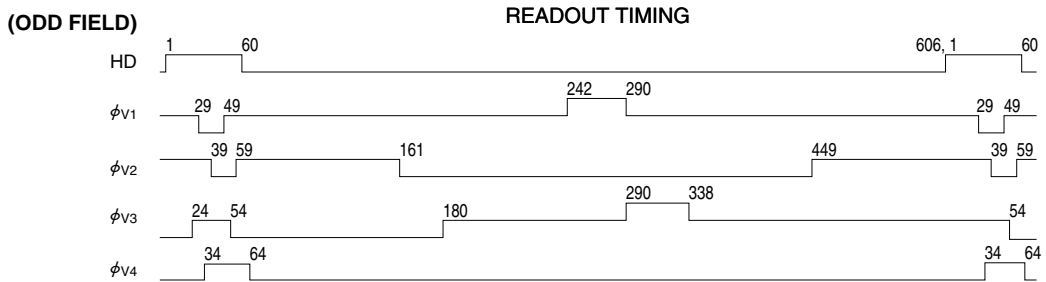 READOUT TIMING
(ODD FIELD)
HD 1 60 606, 1 60
ϕV1 29 49 242 290 29 49
ϕV2 39 59 161 449 39 59
ϕV3 24 54 180 290 338 54
ϕV4 34 64 34 64